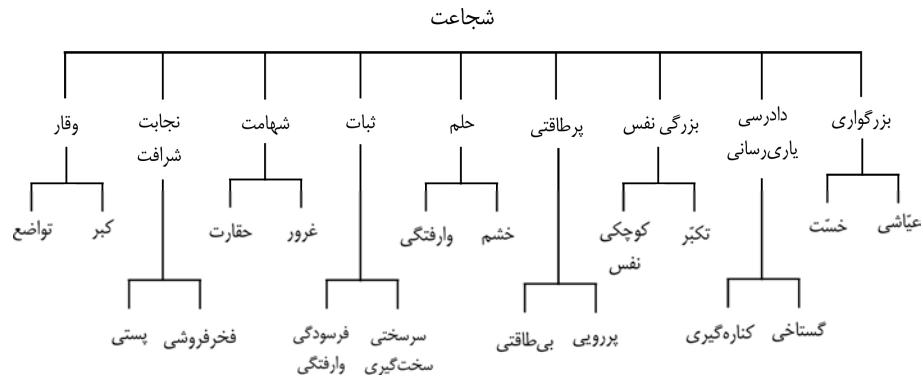 شجاعت
بزرگواری
دادرسی
یاری‌رسانی
بزرگی نفس
پرطاقتی
حلم
ثبات
شهامت
نجابت
شرافت
وقار
عیّاشی
خسّت
گستاخی
کناره‌گیری
تکبّر
کوچکی
نفس
پررویی
بی‌طاقتی
خشم
وارفتگی
سرسختی
سخت‌گیری
فرسودگی
وارفتگی
غرور
حقارت
فخرفروشی
پستی
کبر
تواضع